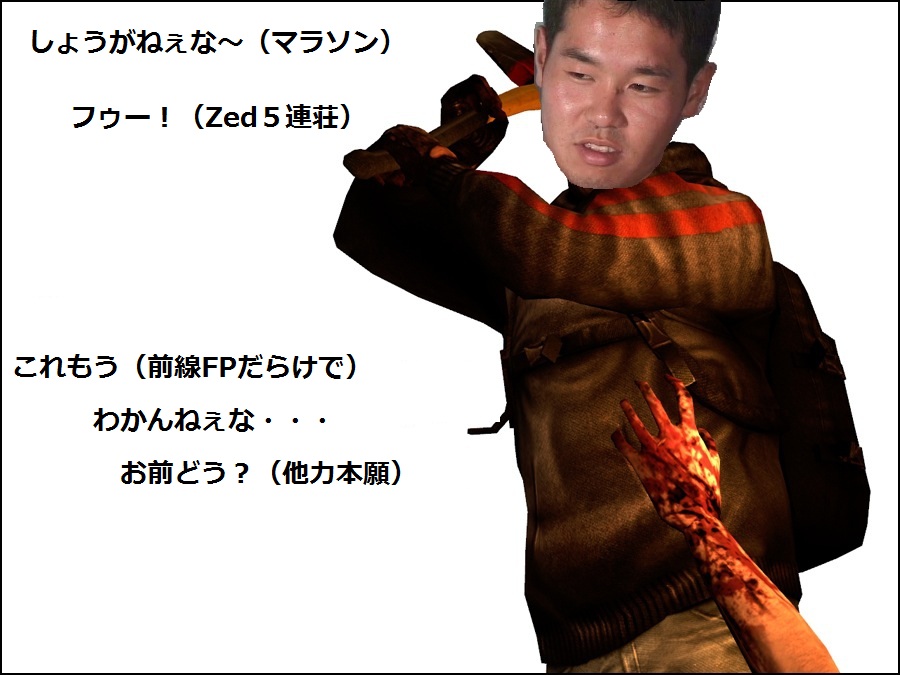 しょうがねぇな～（マラソン）
フゥー！（Zed５連荘）
これもう（前線FPだらけで）
わかんねぇな・・・
お前どう？（他力本願）